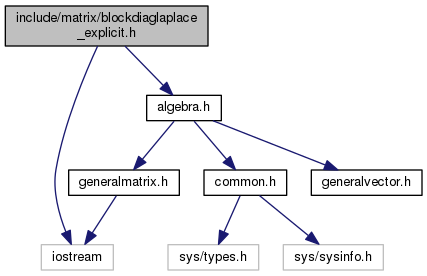 include/matrix/blockdiaglaplace
_explicit.h
algebra.h
generalmatrix.h
common.h
generalvector.h
iostream
sys/types.h
sys/sysinfo.h